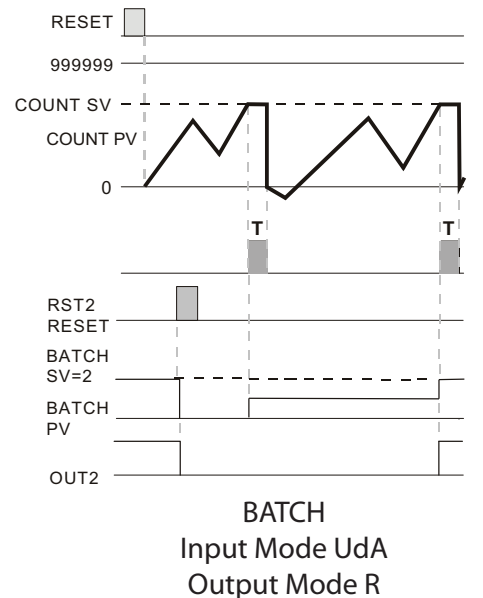 RESET
999999
COUNT SV
COUNT PV
0
T T
RST2
RESET
BATCH
SV=2
BATCH
PV
OUT2
BATCH
Input Mode UdA
Output Mode R